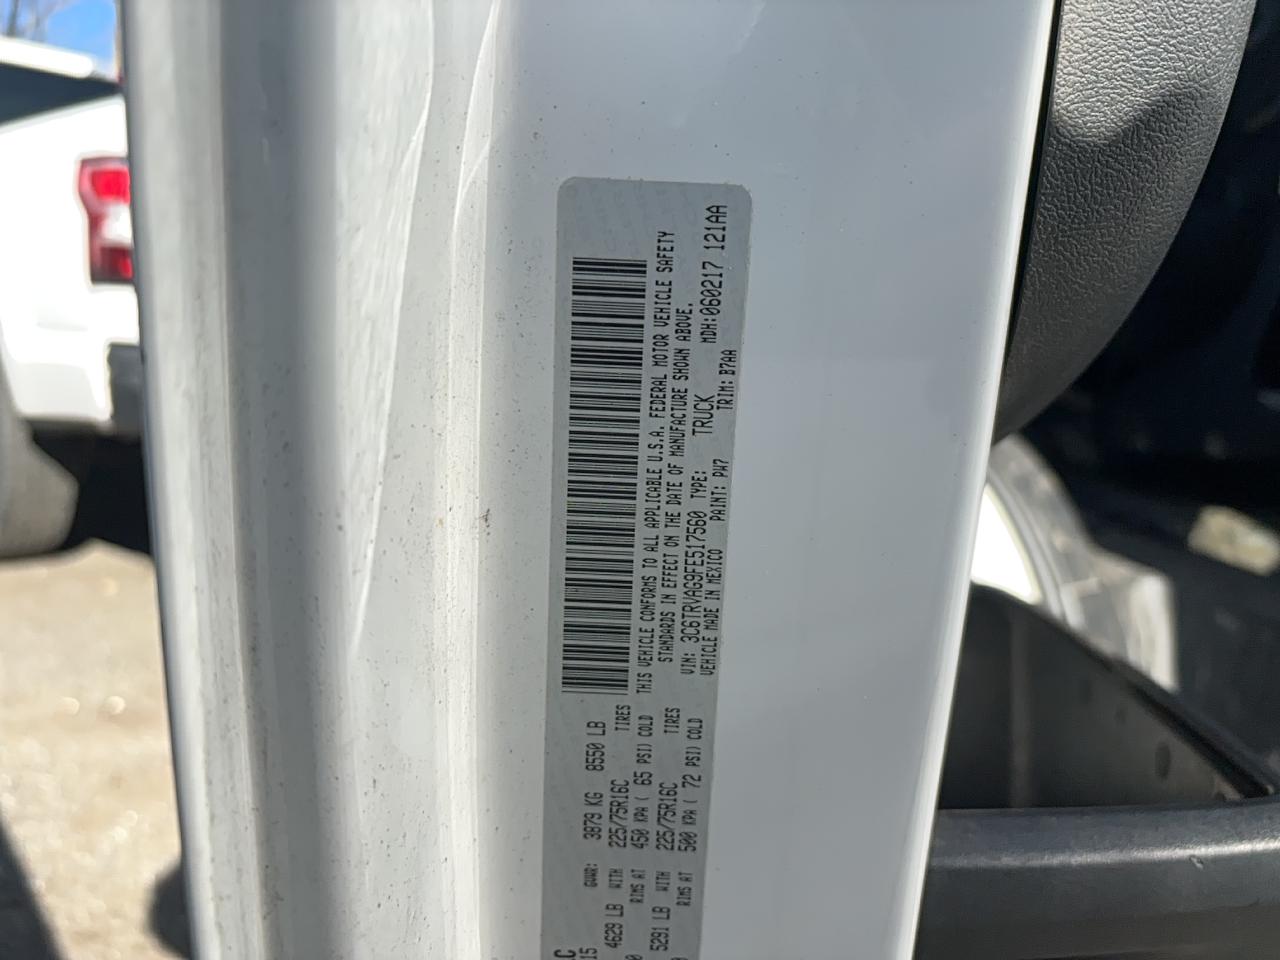 LC
15 GVWR: 3879 KG 8550 LB
4629 LB WITH 225/75R16C TIRES
RIMS AT 450 KPA ( 65 PSI) COLD
5291 LB WITH 225/75R16C TIRES
RIMS AT 500 KPA ( 72 PSI) COLD
THIS VEHICLE CONFORMS TO ALL APPLICABLE U.S.A. FEDERAL MOTOR VEHICLE SAFETY
STANDARDS IN EFFECT ON THE DATE OF MANUFACTURE SHOWN ABOVE.
VIN: 3C6TRVAG9FE517560 TYPE: TRUCK MDH:060217 121AA
VEHICLE MADE IN MEXICO PAINT: PW7 TRIM: B7AA